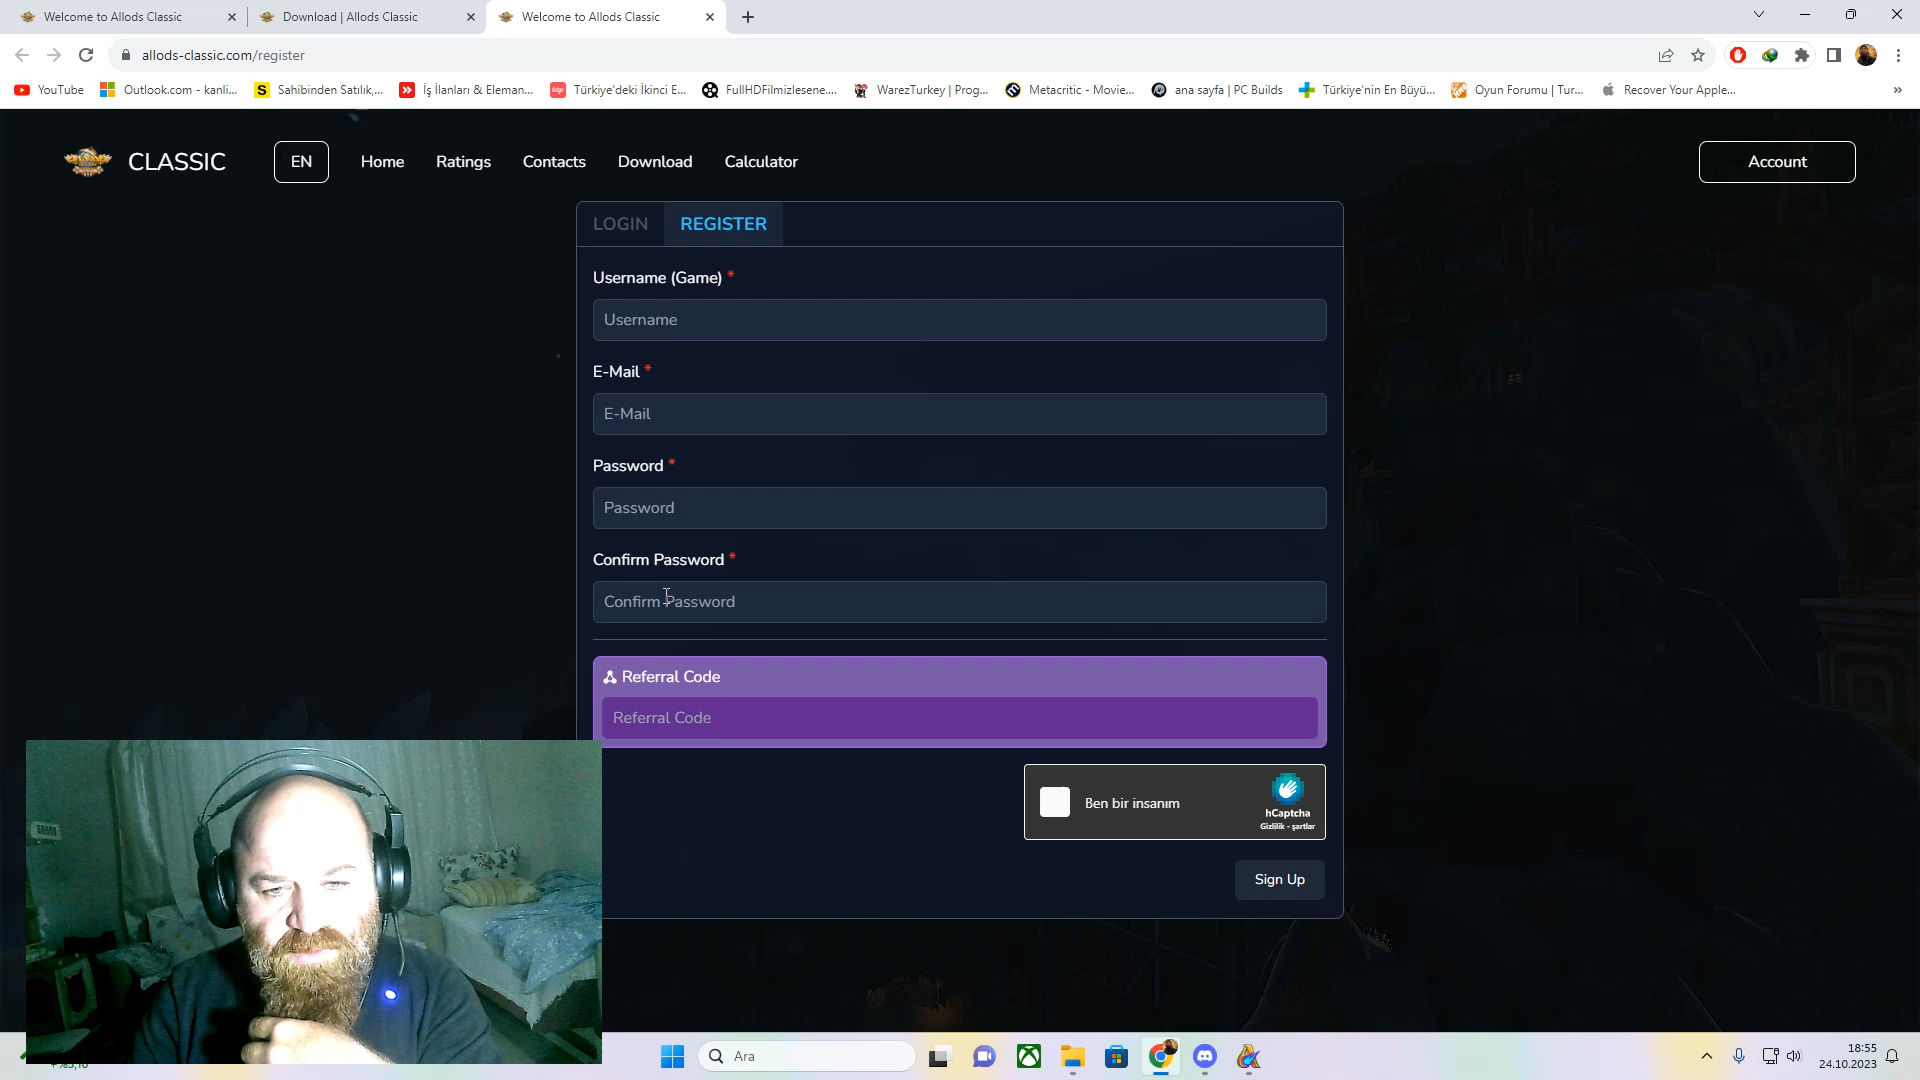 Welcome to Allods Classic
Download | Allods Classic
Welcome to Allods Classic
allods-classic.com/register
YouTube
Outlook.com - kanli...
Sahibinden Satılık,...
İş İlanları & Eleman...
Türkiye'deki İkinci E...
FullHDFilmizlesene....
WarezTurkey | Prog...
Metacritic - Movie...
ana sayfa | PC Builds
Türkiye'nin En Büyü...
Oyun Forumu | Tur...
Recover Your Apple...
CLASSIC
EN
Home
Ratings
Contacts
Download
Calculator
Account
LOGIN
REGISTER
Username (Game) *
Username
E-Mail *
E-Mail
Password *
Password
Confirm Password *
Confirm Password
Referral Code
Referral Code
Ben bir insanım
hCaptcha
Gizlilik - şartlar
Sign Up
Ara
18:55
24.10.2023